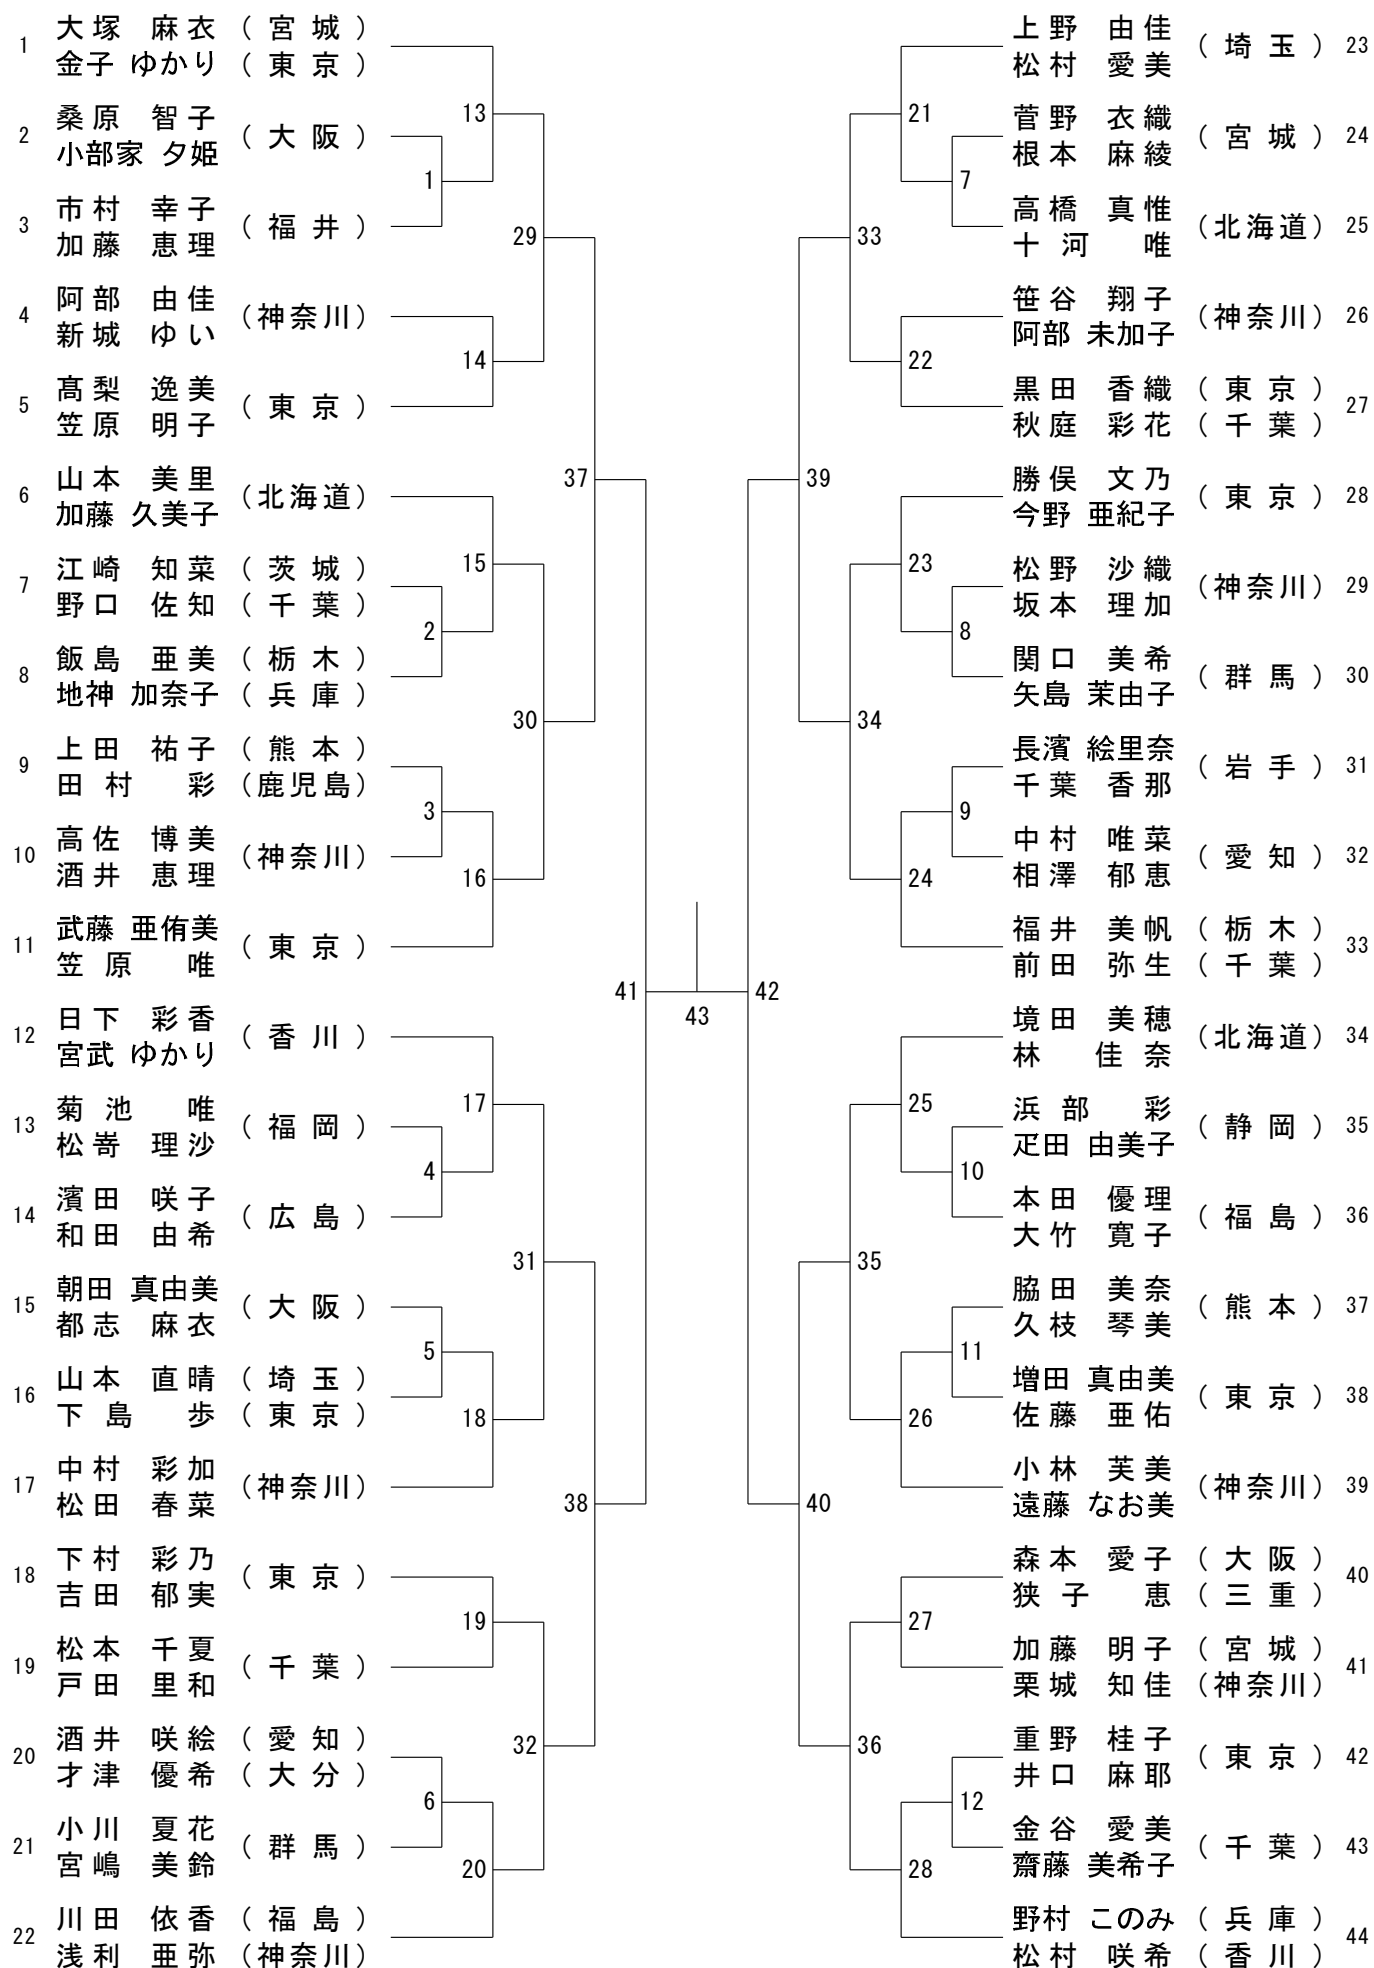 1 大塚 麻衣 (宮城)
金子 ゆかり (東京)
2 桑原 智子 (大阪)
小部家 夕姫
3 市村 幸子 (福井)
加藤 恵理
4 阿部 由佳 (神奈川)
新城 ゆい
5 髙梨 逸美 (東京)
笠原 明子
6 山本 美里 (北海道)
加藤 久美子
7 江崎 知菜 (茨城)
野口 佐知 (千葉)
8 飯島 亜美 (栃木)
地神 加奈子 (兵庫)
9 上田 祐子 (熊本)
田村 彩 (鹿児島)
10 高佐 博美 (神奈川)
酒井 恵理
11 武藤 亜侑美 (東京)
笠原 唯
12 日下 彩香 (香川)
宮武 ゆかり
13 菊池 唯 (福岡)
松嵜 理沙
14 濱田 咲子 (広島)
和田 由希
15 朝田 真由美 (大阪)
都志 麻衣
16 山本 直晴 (埼玉)
下島 歩 (東京)
17 中村 彩加 (神奈川)
松田 春菜
18 下村 彩乃 (東京)
吉田 郁実
19 松本 千夏 (千葉)
戸田 里和
20 酒井 咲絵 (愛知)
才津 優希 (大分)
21 小川 夏花 (群馬)
宮嶋 美鈴
22 川田 依香 (福島)
浅利 亜弥 (神奈川)
1
2
3
4
5
6
13
14
15
16
17
18
19
20
29
30
31
32
37
38
41
43
42
39
40
33
34
35
36
21
22
23
24
25
26
27
28
7
8
9
10
11
12
上野 由佳 (埼玉) 23
松村 愛美
菅野 衣織 (宮城) 24
根本 麻綾
高橋 真惟 (北海道) 25
十河 唯
笹谷 翔子 (神奈川) 26
阿部 未加子
黒田 香織 (東京) 27
秋庭 彩花 (千葉)
勝俣 文乃 (東京) 28
今野 亜紀子
松野 沙織 (神奈川) 29
坂本 理加
関口 美希 (群馬) 30
矢島 茉由子
長濱 絵里奈 (岩手) 31
千葉 香那
中村 唯菜 (愛知) 32
相澤 郁恵
福井 美帆 (栃木) 33
前田 弥生 (千葉)
境田 美穂 (北海道) 34
林 佳奈
浜部 彩 (静岡) 35
疋田 由美子
本田 優理 (福島) 36
大竹 寛子
脇田 美奈 (熊本) 37
久枝 琴美
増田 真由美 (東京) 38
佐藤 亜佑
小林 芙美 (神奈川) 39
遠藤 なお美
森本 愛子 (大阪) 40
狭子 恵 (三重)
加藤 明子 (宮城) 41
栗城 知佳 (神奈川)
重野 桂子 (東京) 42
井口 麻耶
金谷 愛美 (千葉) 43
齋藤 美希子
野村 このみ (兵庫) 44
松村 咲希 (香川)